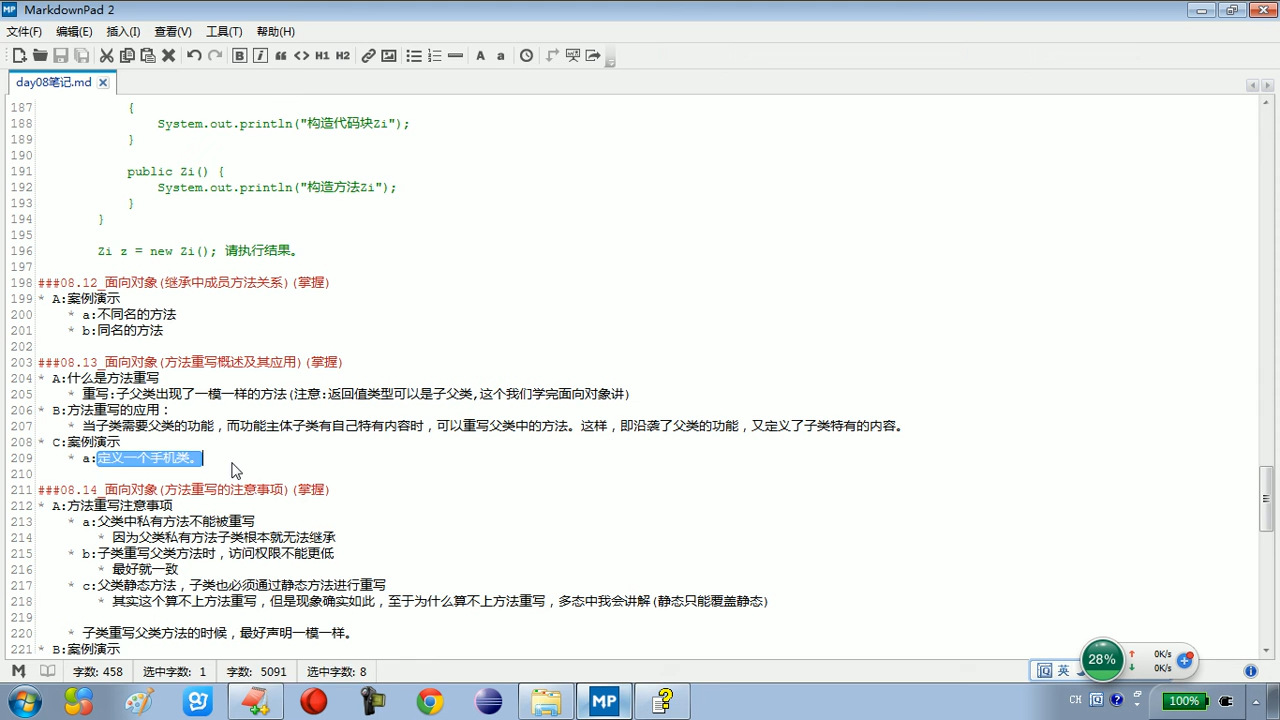 MarkdownPad 2
文件(F) 编辑(E) 插入(I) 查看(V) 工具(T) 帮助(H)
B i “ <> H1 H2 A a
day08笔记.md
187 {
188 System.out.println("构造代码块Zi");
189 }
190
191 public Zi() {
192 System.out.println("构造方法Zi");
193 }
194 }
195
196 Zi z = new Zi(); 请执行结果。
197
198 ###08.12_面向对象(继承中成员方法关系)(掌握)
199 * A:案例演示
200 * a:不同名的方法
201 * b:同名的方法
202
203 ###08.13_面向对象(方法重写概述及其应用)(掌握)
204 * A:什么是方法重写
205 * 重写:子父类出现了一模一样的方法(注意:返回值类型可以是子父类,这个我们学完面向对象讲)
206 * B:方法重写的应用：
207 * 当子类需要父类的功能，而功能主体子类有自己特有内容时，可以重写父类中的方法。这样，即沿袭了父类的功能，又定义了子类特有的内容。
208 * C:案例演示
209 * a:定义一个手机类。
210
211 ###08.14_面向对象(方法重写的注意事项)(掌握)
212 * A:方法重写注意事项
213 * a:父类中私有方法不能被重写
214 * 因为父类私有方法子类根本就无法继承
215 * b:子类重写父类方法时，访问权限不能更低
216 * 最好就一致
217 * c:父类静态方法，子类也必须通过静态方法进行重写
218 * 其实这个算不上方法重写，但是现象确实如此，至于为什么算不上方法重写，多态中我会讲解(静态只能覆盖静态)
219
220 * 子类重写父类方法的时候，最好声明一模一样。
221 * B:案例演示
字数: 458 选中字数: 1 字数: 5091 选中字数: 8
英 28% 0K/s
0K/s
MP CH 100%